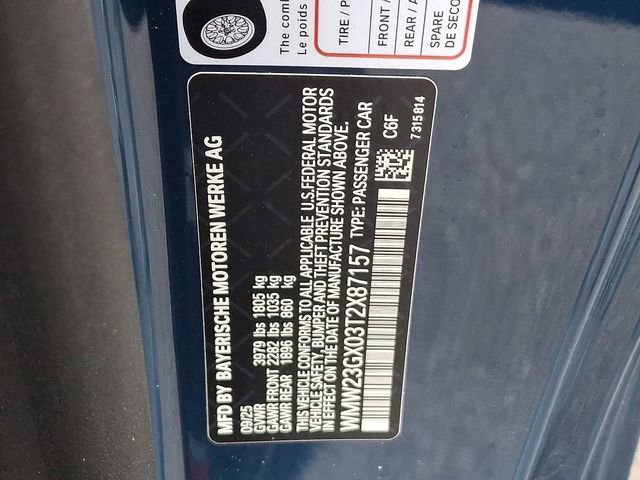 The comb
Le poids
TIRE / P
FRONT /
REAR / A
SPARE
DE SECO
MFD BY BAYERISCHE MOTOREN WERKE AG
09/25
GVWR 3979 lbs 1805 kg
GAWR FRONT 2282 lbs 1035 kg
GAWR REAR 1896 lbs 860 kg
THIS VEHICLE CONFORMS TO ALL APPLICABLE U.S.FEDERAL MOTOR
VEHICLE SAFETY, BUMPER AND THEFT PREVENTION STANDARDS
IN EFFECT ON THE DATE OF MANUFACTURE SHOWN ABOVE.
WMW23GX03T2X87157 TYPE: PASSENGER CAR
C6F
7 315 814